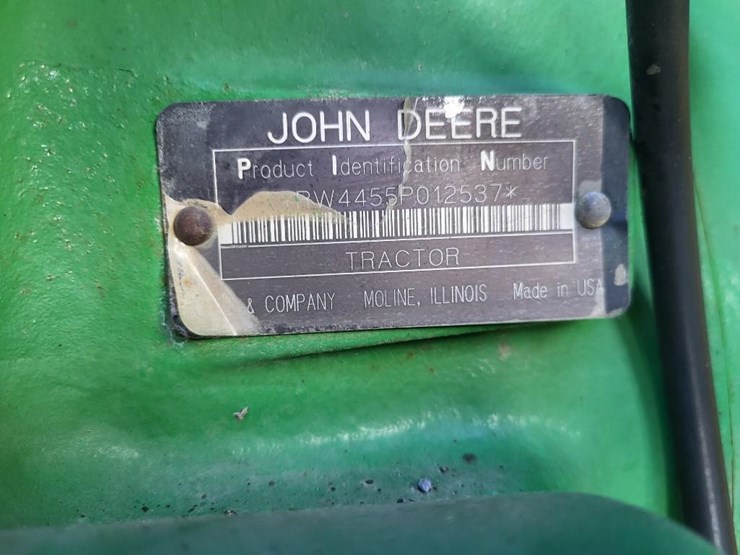 JOHN DEERE
Product Identification Number
RW4455P012537*
TRACTOR
& COMPANY MOLINE, ILLINOIS Made in USA